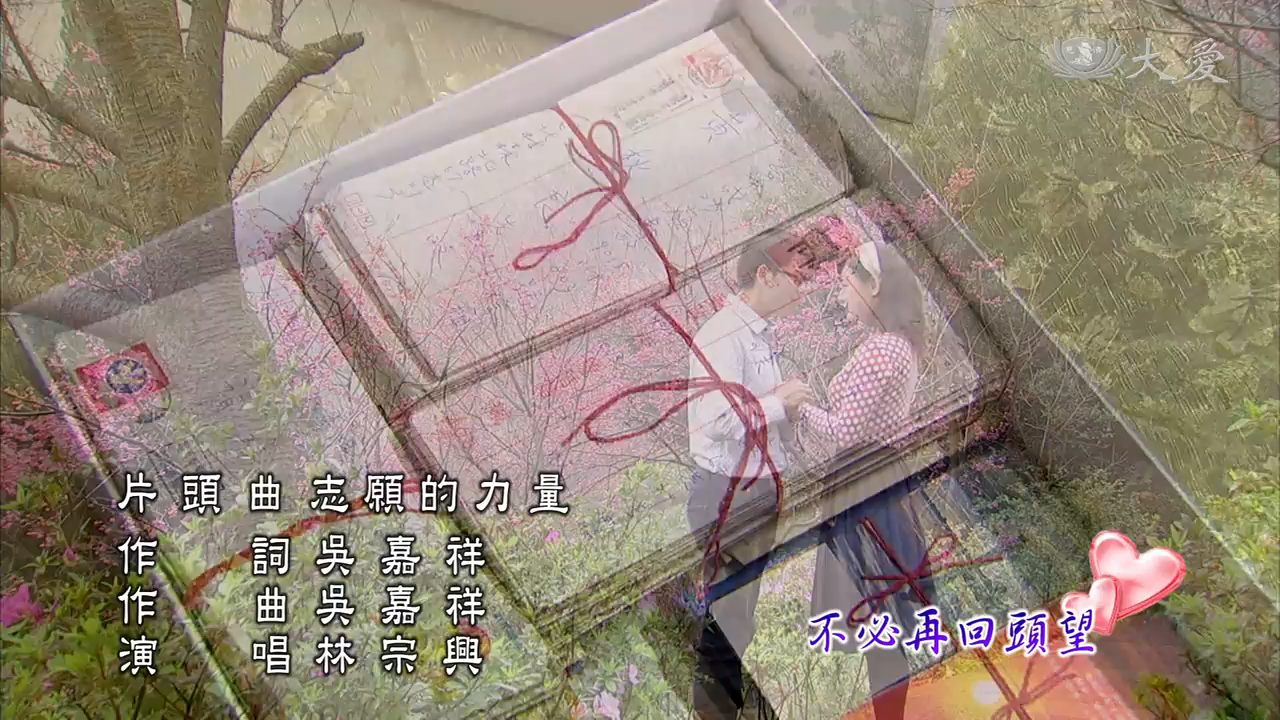 大愛
片頭曲 志願的力量
作詞 吳嘉祥
作曲 吳嘉祥
演唱 林宗興
不必再回頭望